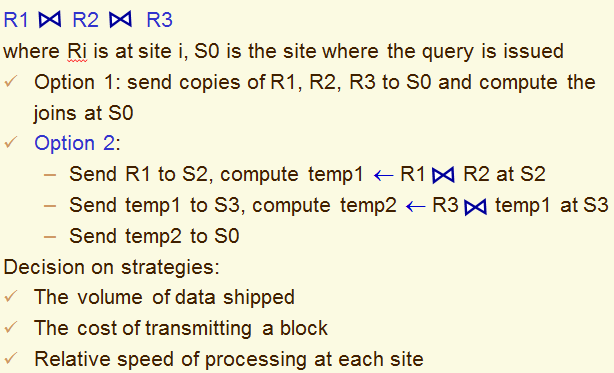 R1 ⋈ R2 ⋈ R3
where Ri is at site i, S0 is the site where the query is issued
✓ Option 1: send copies of R1, R2, R3 to S0 and compute the
joins at S0
✓ Option 2:
– Send R1 to S2, compute temp1 ← R1 ⋈ R2 at S2
– Send temp1 to S3, compute temp2 ← R3 ⋈ temp1 at S3
– Send temp2 to S0
Decision on strategies:
✓ The volume of data shipped
✓ The cost of transmitting a block
✓ Relative speed of processing at each site